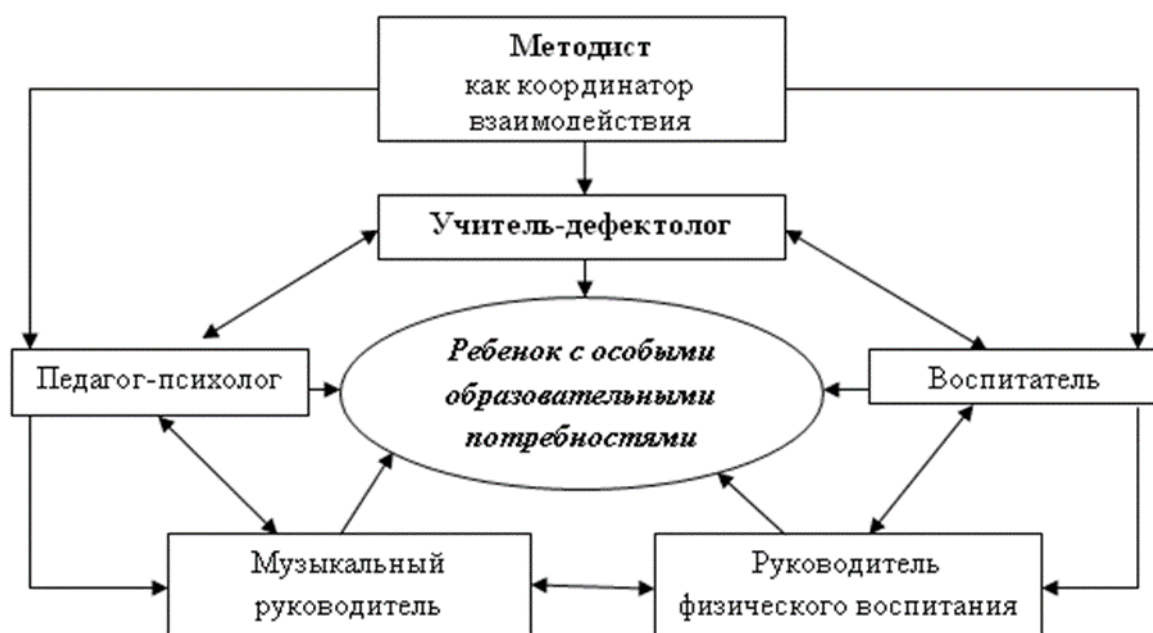 Методист
как координатор
взаимодействия
Учитель-дефектолог
Ребенок с особыми
образовательными
потребностями
Педагог-психолог
Воспитатель
Музыкальный
руководитель
Руководитель
физического воспитания